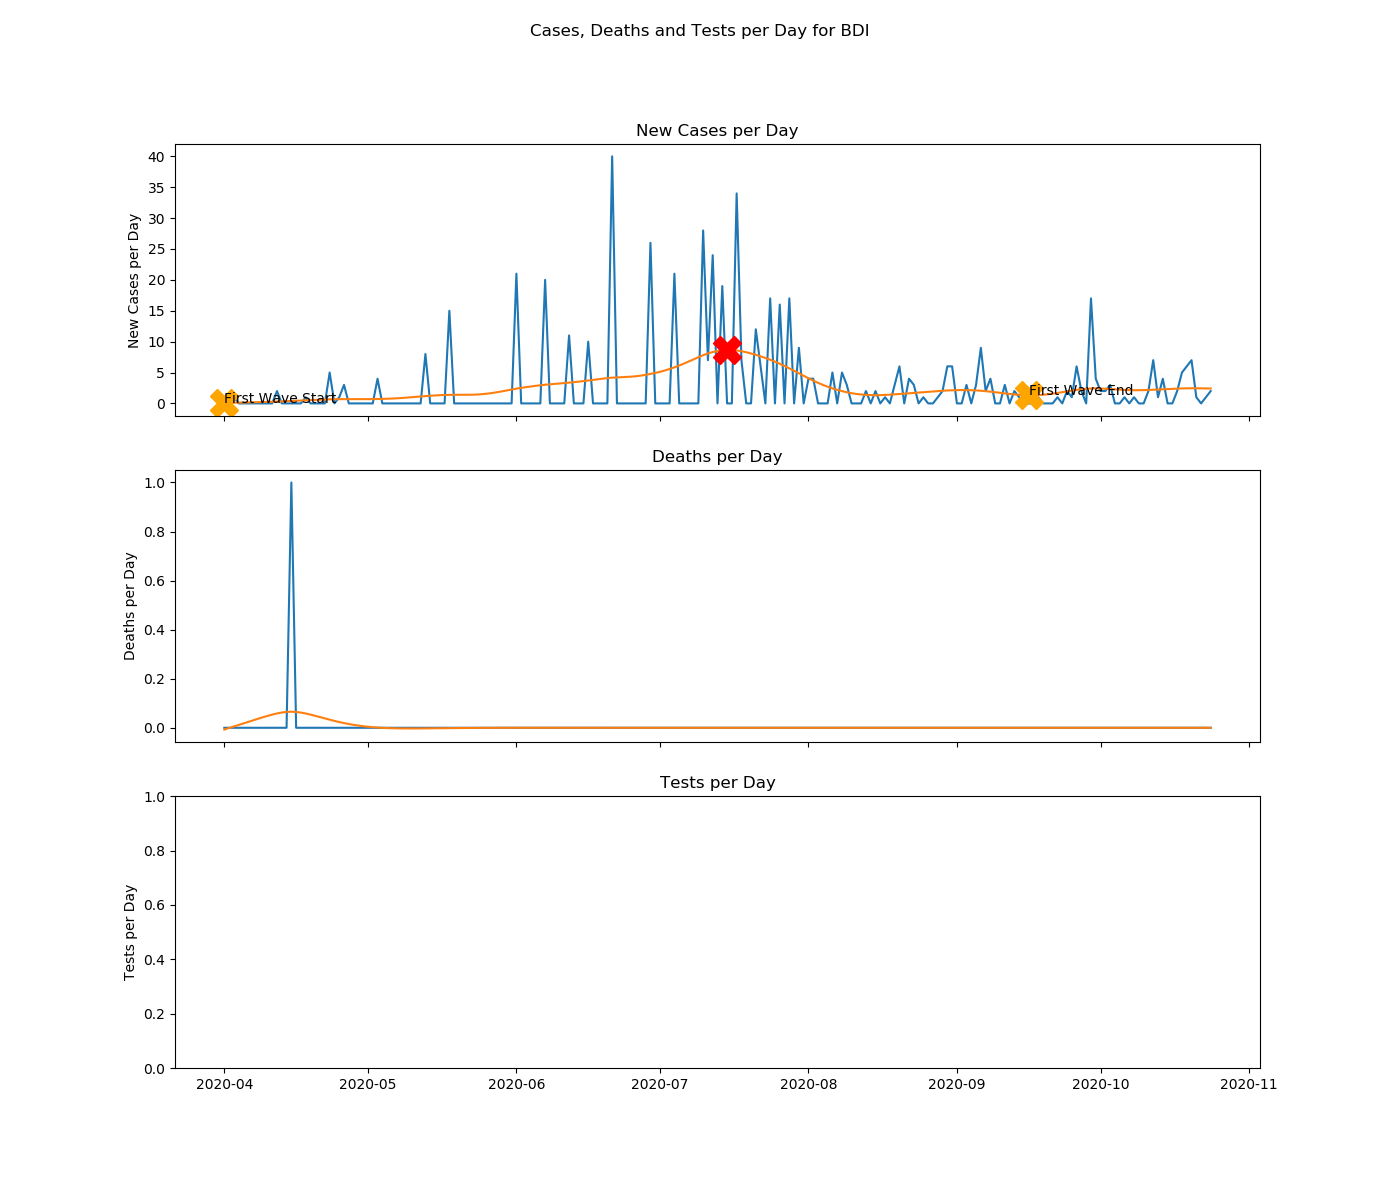 Cases, Deaths and Tests per Day for BDI
New Cases per Day
New Cases per Day
40
35
30
25
20
15
10
5
0
First Wave Start
First Wave End
Deaths per Day
Deaths per Day
1.0
0.8
0.6
0.4
0.2
0.0
Tests per Day
Tests per Day
1.0
0.8
0.6
0.4
0.2
0.0
2020-04 2020-05 2020-06 2020-07 2020-08 2020-09 2020-10 2020-11